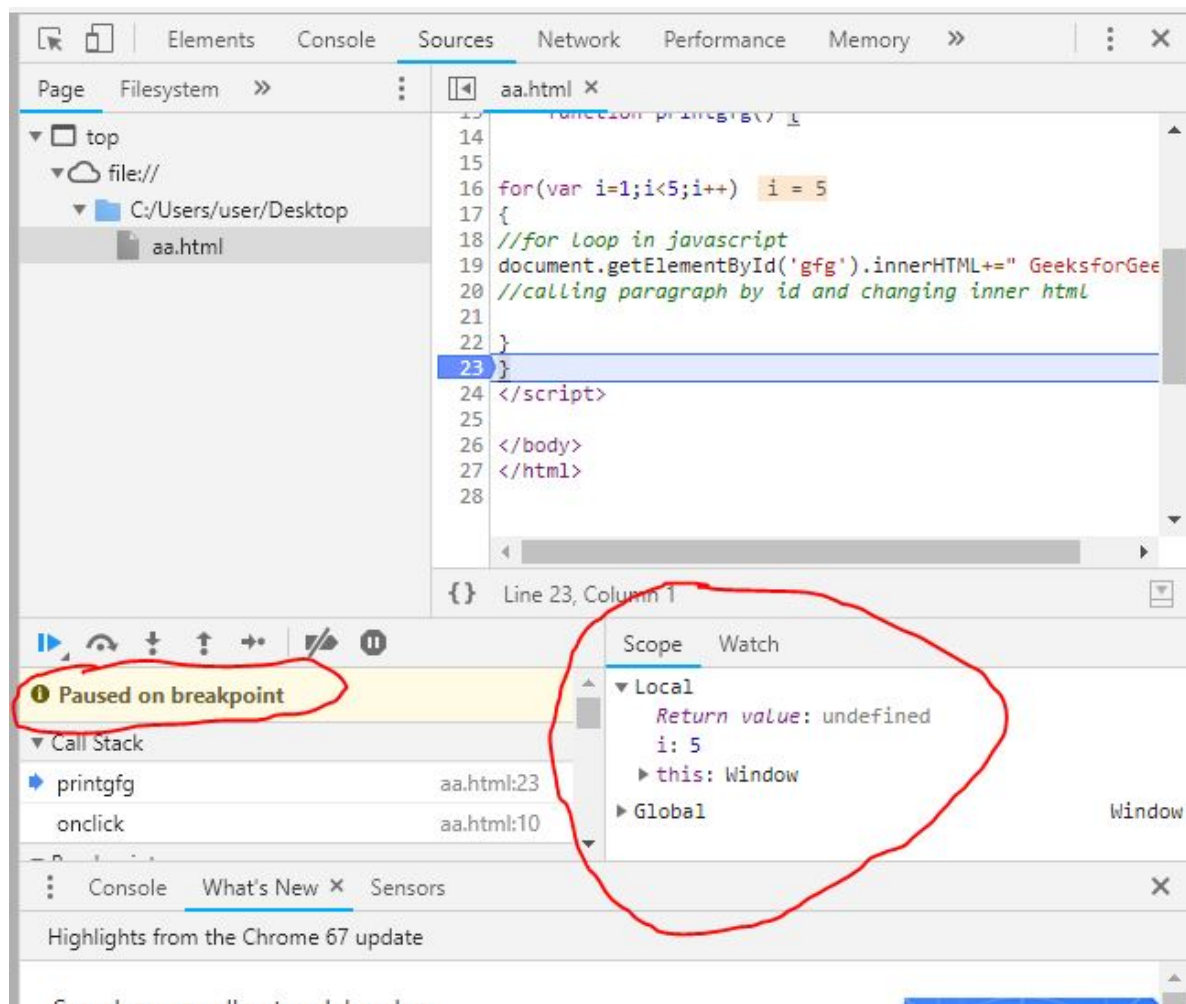 Elements Console Sources Network Performance Memory »
Page Filesystem »
aa.html ×
top
file://
C:/Users/user/Desktop
aa.html
13 function printgfg() {
14
15
16 for(var i=1;i<5;i++) i = 5
17 {
18 //for loop in javascript
19 document.getElementById('gfg').innerHTML+=" GeeksforGee
20 //calling paragraph by id and changing inner html
21
22 }
23 }
24 </script>
25
26 </body>
27 </html>
28
{} Line 23, Column 1
Paused on breakpoint
Call Stack
printgfg aa.html:23
onclick aa.html:10
Scope Watch
Local
Return value: undefined
i: 5
this: Window
Global Window
Console What's New × Sensors ×
Highlights from the Chrome 67 update